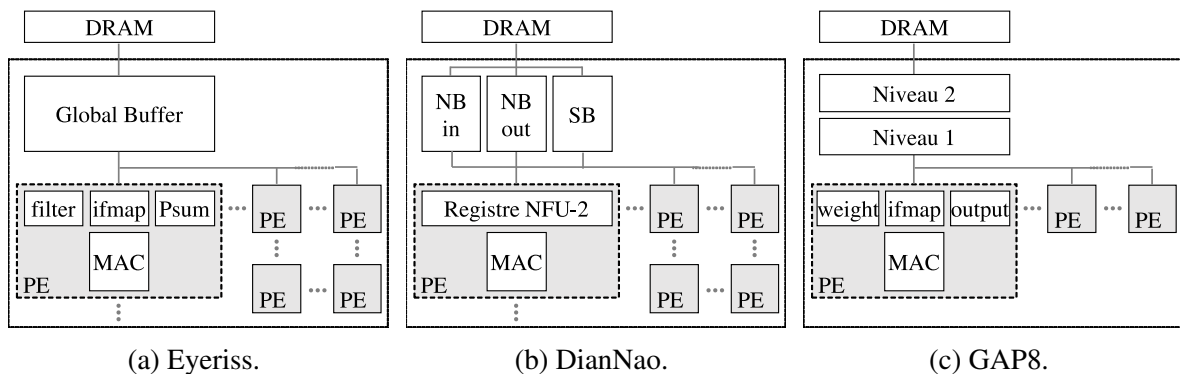 DRAM
Global Buffer
filter ifmap Psum
MAC
PE
PE PE
PE PE
(a) Eyeriss.
DRAM
NB in
NB out
SB
Registre NFU-2
MAC
PE
PE PE
PE PE
(b) DianNao.
DRAM
Niveau 2
Niveau 1
weight ifmap output
MAC
PE
PE PE
(c) GAP8.